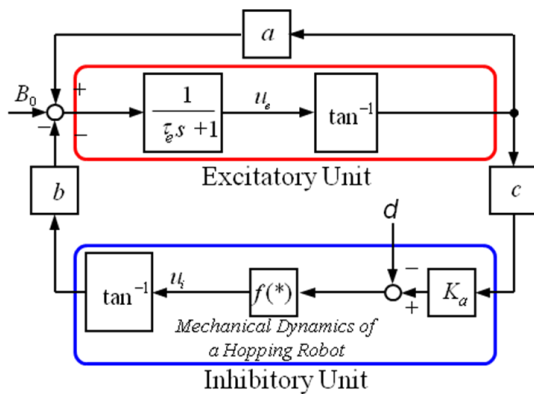 a
+
B₀
−
−
1
τₑs +1
uₑ
tan⁻¹
Excitatory Unit
b
c
d
−
+
tan⁻¹
uᵢ
f(*)
Kₐ
Mechanical Dynamics of
a Hopping Robot
Inhibitory Unit